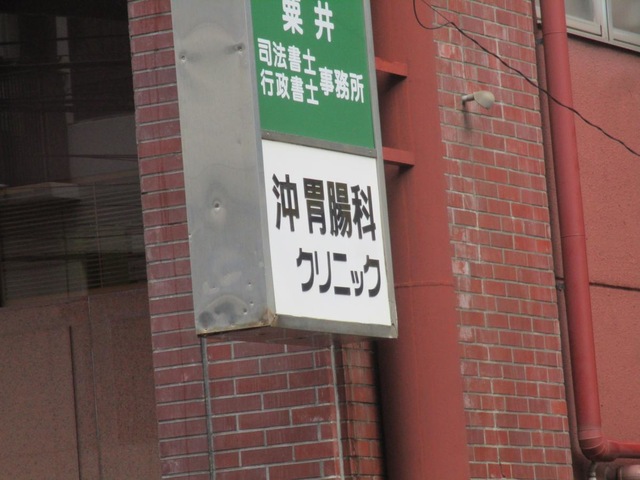 粟井
司法書士
行政書士
事務所
沖胃腸科
クリニック